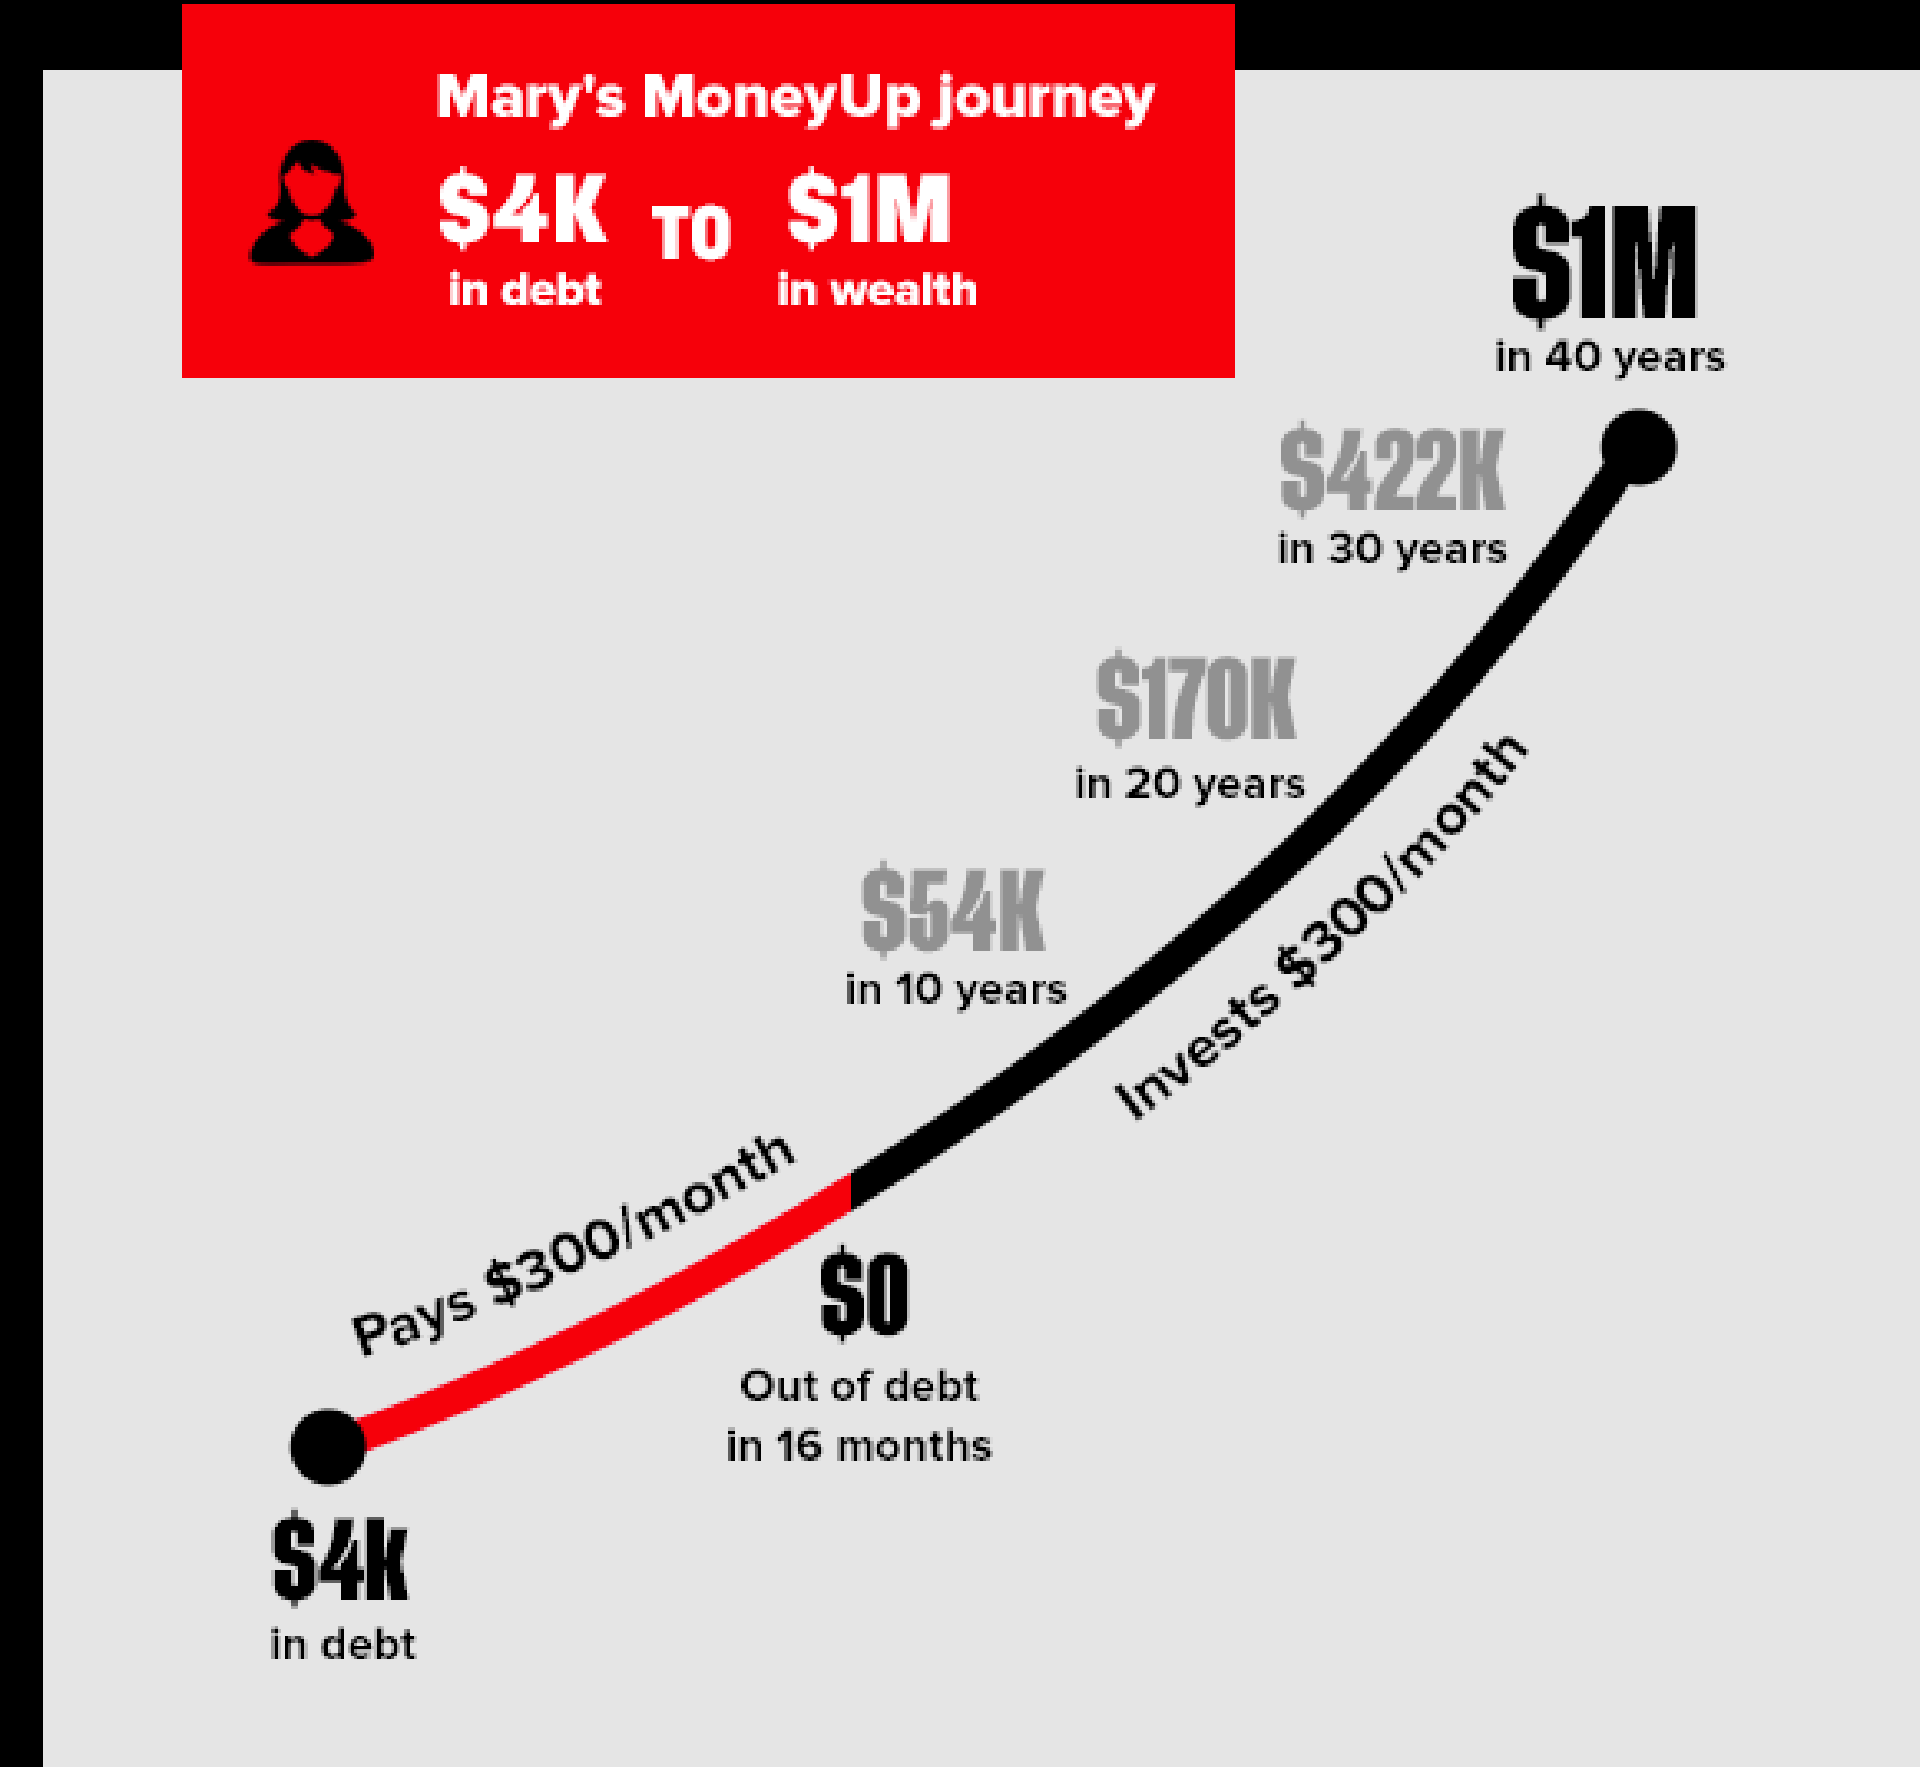 Mary's MoneyUp journey
$4K TO $1M
in debt in wealth
$1M
in 40 years
$422K
in 30 years
$170K
in 20 years
$54K
in 10 years
Invests $300/month
Pays $300/month
$0
Out of debt
in 16 months
$4k
in debt